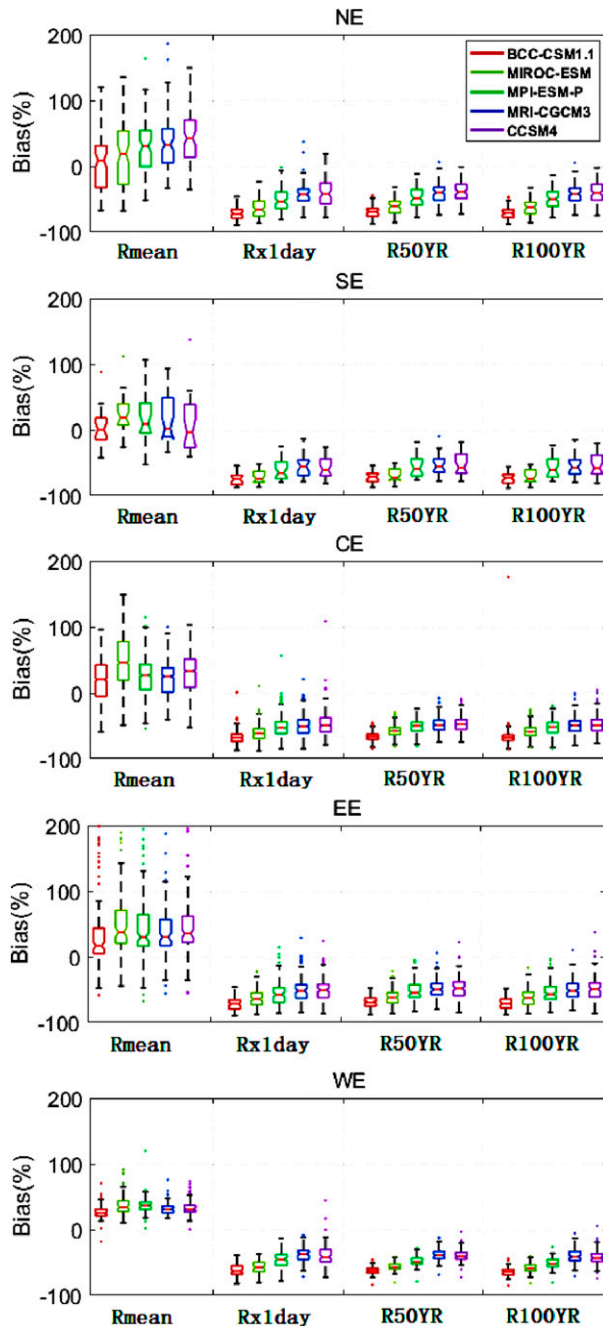 NE
200
100
0
-100
Bias(%)
BCC-CSM1.1
MIROC-ESM
MPI-ESM-P
MRI-CGCM3
CCSM4
Rmean Rx1day R50YR R100YR
SE
200
100
0
-100
Bias(%)
Rmean Rx1day R50YR R100YR
CE
200
100
0
-100
Bias(%)
Rmean Rx1day R50YR R100YR
EE
200
100
0
-100
Bias(%)
Rmean Rx1day R50YR R100YR
WE
200
100
0
-100
Bias(%)
Rmean Rx1day R50YR R100YR